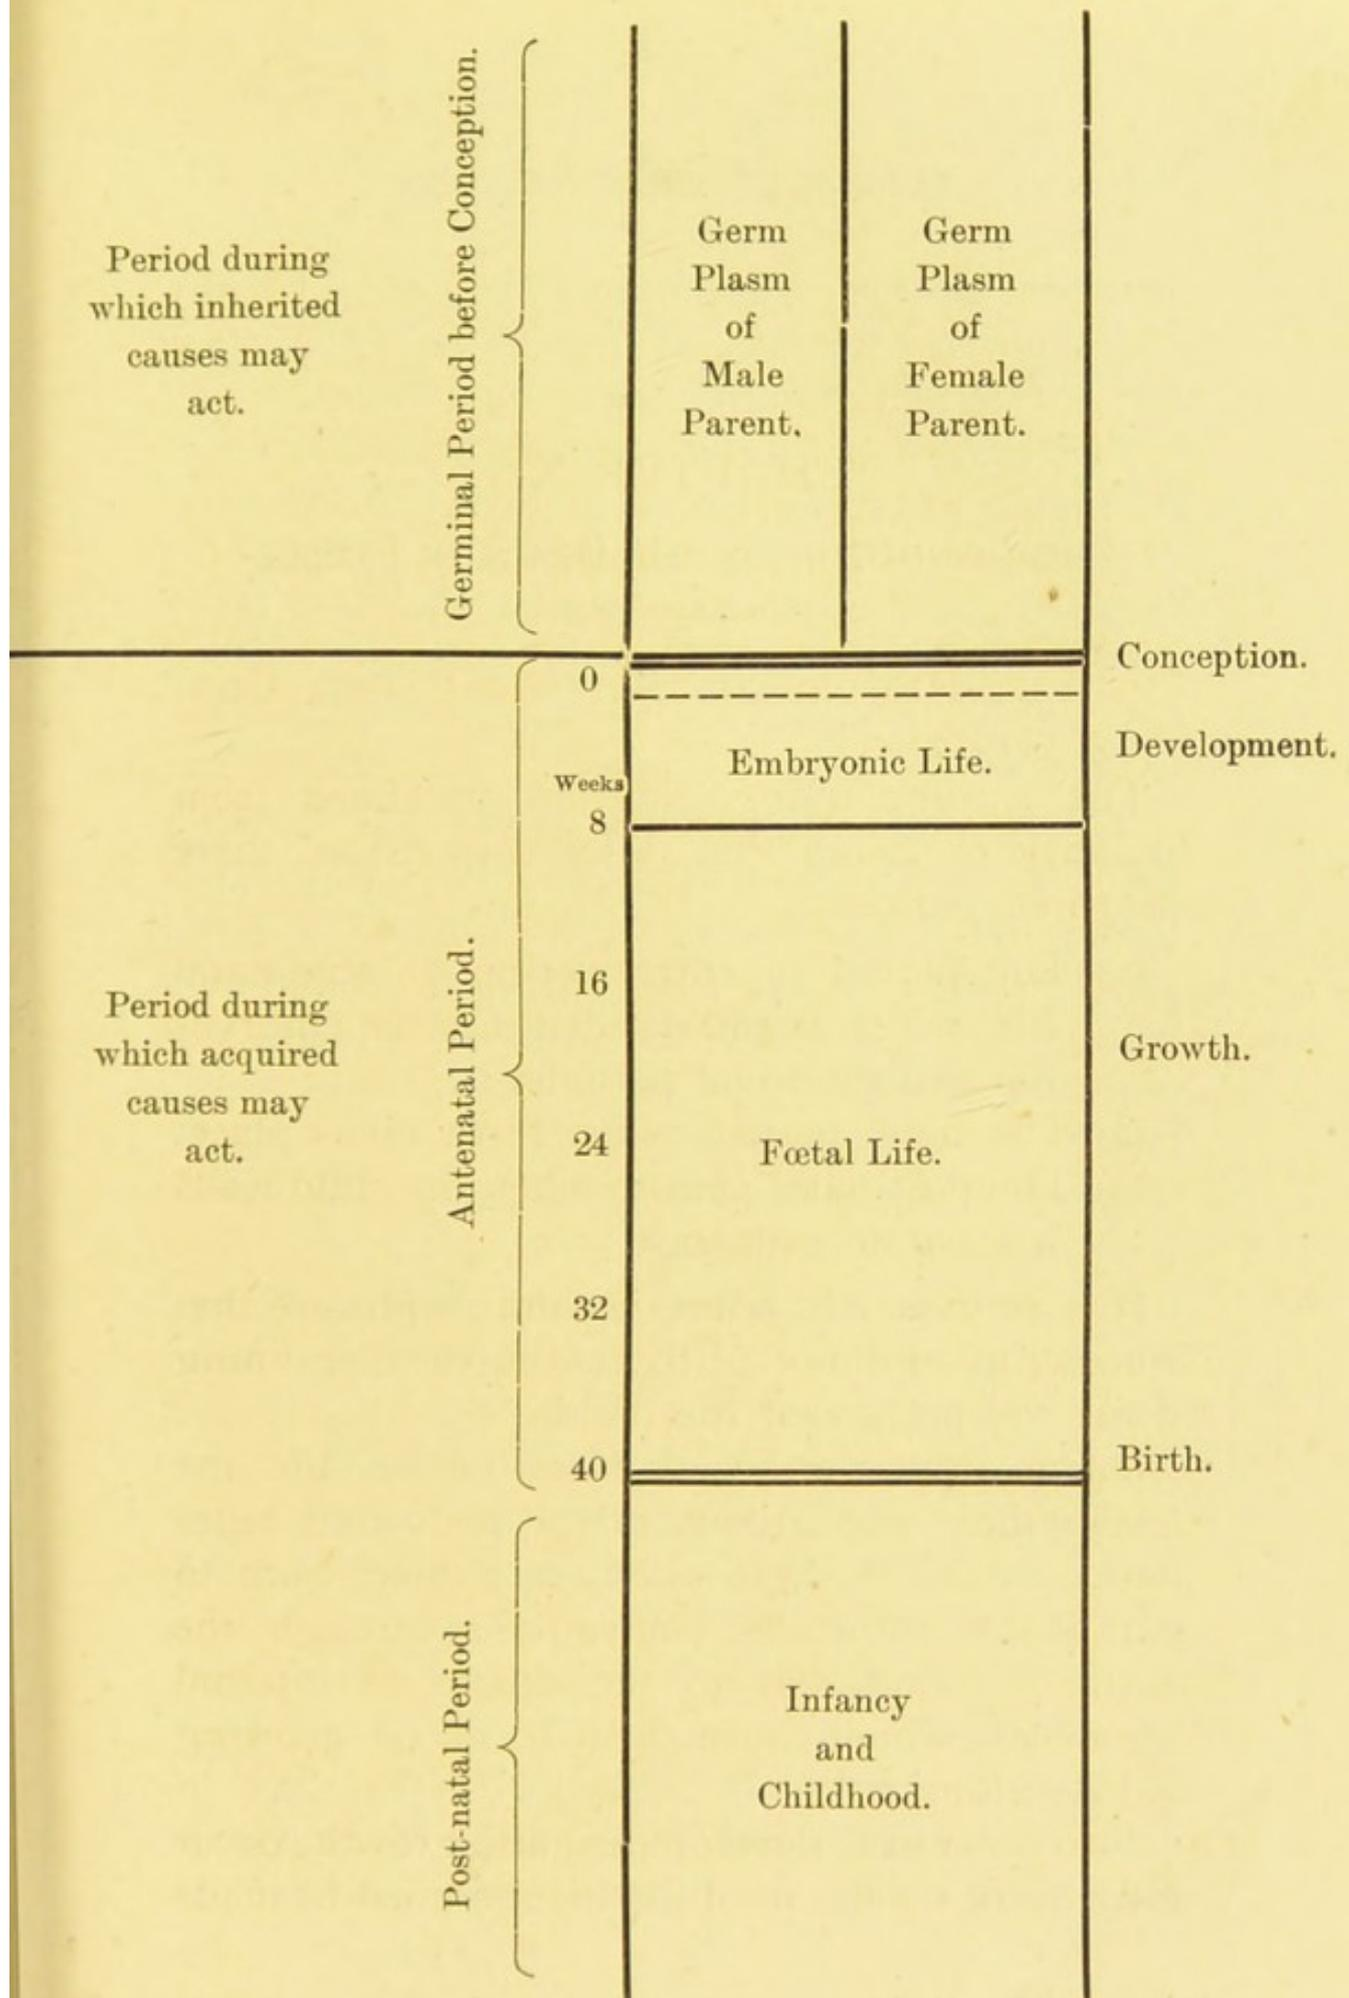 Period during
which inherited
causes may
act.
Germinal Period before Conception.
Germ
Plasm
of
Male
Parent.
Germ
Plasm
of
Female
Parent.
Conception.
0
Embryonic Life.
Development.
Weeks
8
Period during
which acquired
causes may
act.
Antenatal Period.
16
24
32
40
Fœtal Life.
Growth.
Birth.
Post-natal Period.
Infancy
and
Childhood.